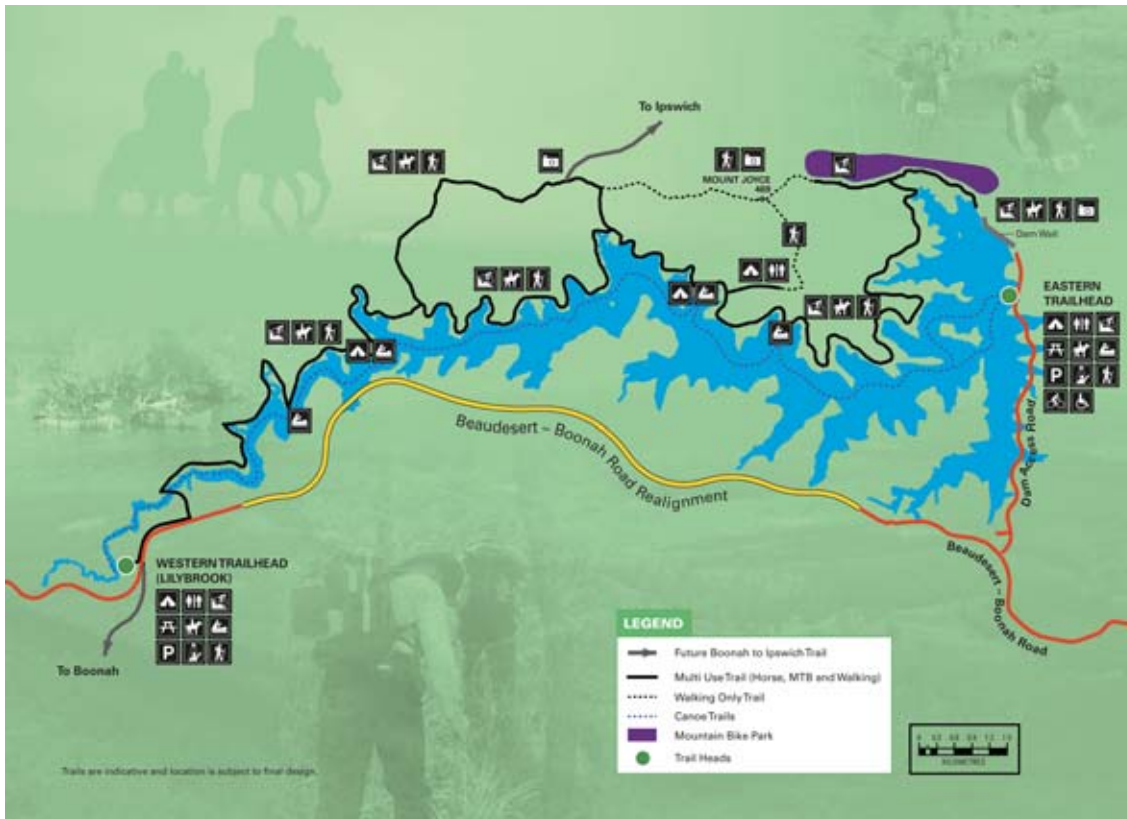 To Ipswich
MOUNT JOYCE
Dam Wall
EASTERN
TRAILHEAD
P
Dam Access Road
Beaudesert – Boonah Road Realignment
Beaudesert – Boonah Road
WESTERN TRAILHEAD
(LILYBROOK)
P
To Boonah
LEGEND
Future Boonah to Ipswich Trail
Multi Use Trail (Horse, MTB and Walking)
Walking Only Trail
Canoe Trails
Mountain Bike Park
Trail Heads
KILOMETRES
Trails are indicative and location is subject to final design.